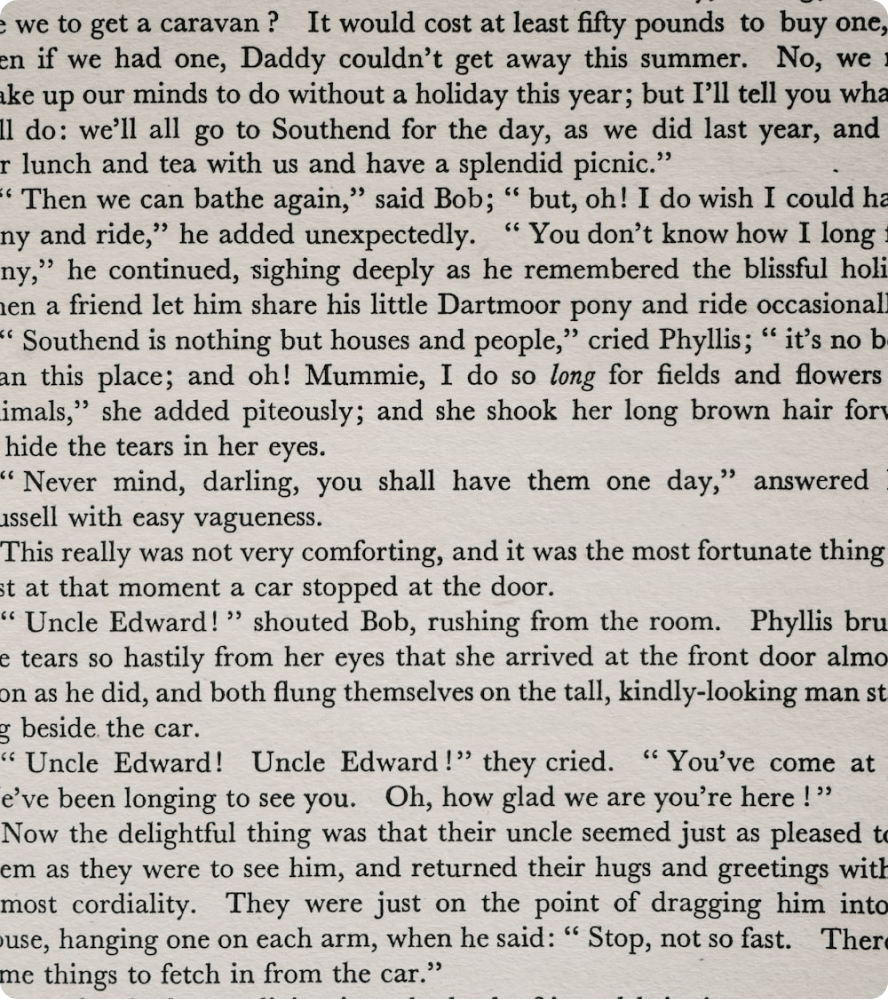 we to get a caravan ? It would cost at least fifty pounds to buy one,
en if we had one, Daddy couldn’t get away this summer. No, we
ake up our minds to do without a holiday this year; but I’ll tell you wha
ll do: we’ll all go to Southend for the day, as we did last year, and
r lunch and tea with us and have a splendid picnic.”
“ Then we can bathe again,” said Bob; “ but, oh! I do wish I could ha
ny and ride,” he added unexpectedly. “ You don’t know how I long
ny,” he continued, sighing deeply as he remembered the blissful holi
hen a friend let him share his little Dartmoor pony and ride occasionall
“ Southend is nothing but houses and people,” cried Phyllis; “ it’s no b
an this place; and oh! Mummie, I do so long for fields and flowers
imals,” she added piteously; and she shook her long brown hair forw
hide the tears in her eyes.
“ Never mind, darling, you shall have them one day,” answered
ussell with easy vagueness.
This really was not very comforting, and it was the most fortunate thing
st at that moment a car stopped at the door.
“ Uncle Edward! ” shouted Bob, rushing from the room. Phyllis bru
e tears so hastily from her eyes that she arrived at the front door almo
on as he did, and both flung themselves on the tall, kindly-looking man st
g beside the car.
“ Uncle Edward! Uncle Edward !” they cried. “ You’ve come at
e’ve been longing to see you. Oh, how glad we are you’re here ! ”
Now the delightful thing was that their uncle seemed just as pleased to
em as they were to see him, and returned their hugs and greetings with
most cordiality. They were just on the point of dragging him into
ouse, hanging one on each arm, when he said: “ Stop, not so fast. There
me things to fetch in from the car.”